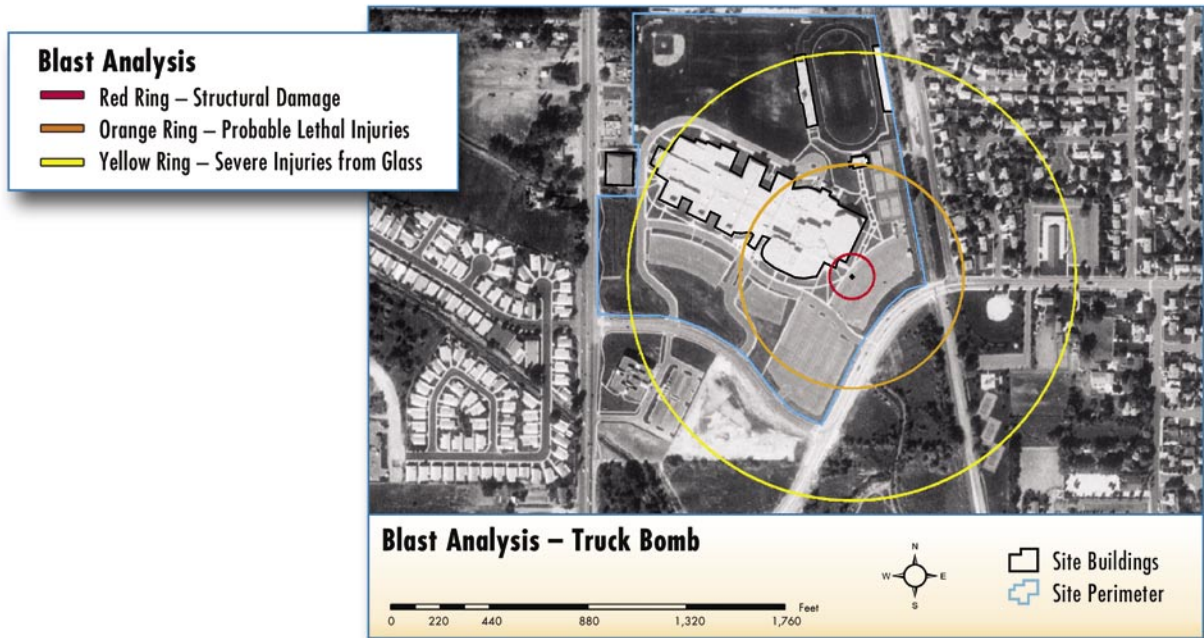 Blast Analysis
Red Ring – Structural Damage
Orange Ring – Probable Lethal Injuries
Yellow Ring – Severe Injuries from Glass
Blast Analysis – Truck Bomb
N
W E
S
Site Buildings
Site Perimeter
Feet
0 220 440 880 1,320 1,760